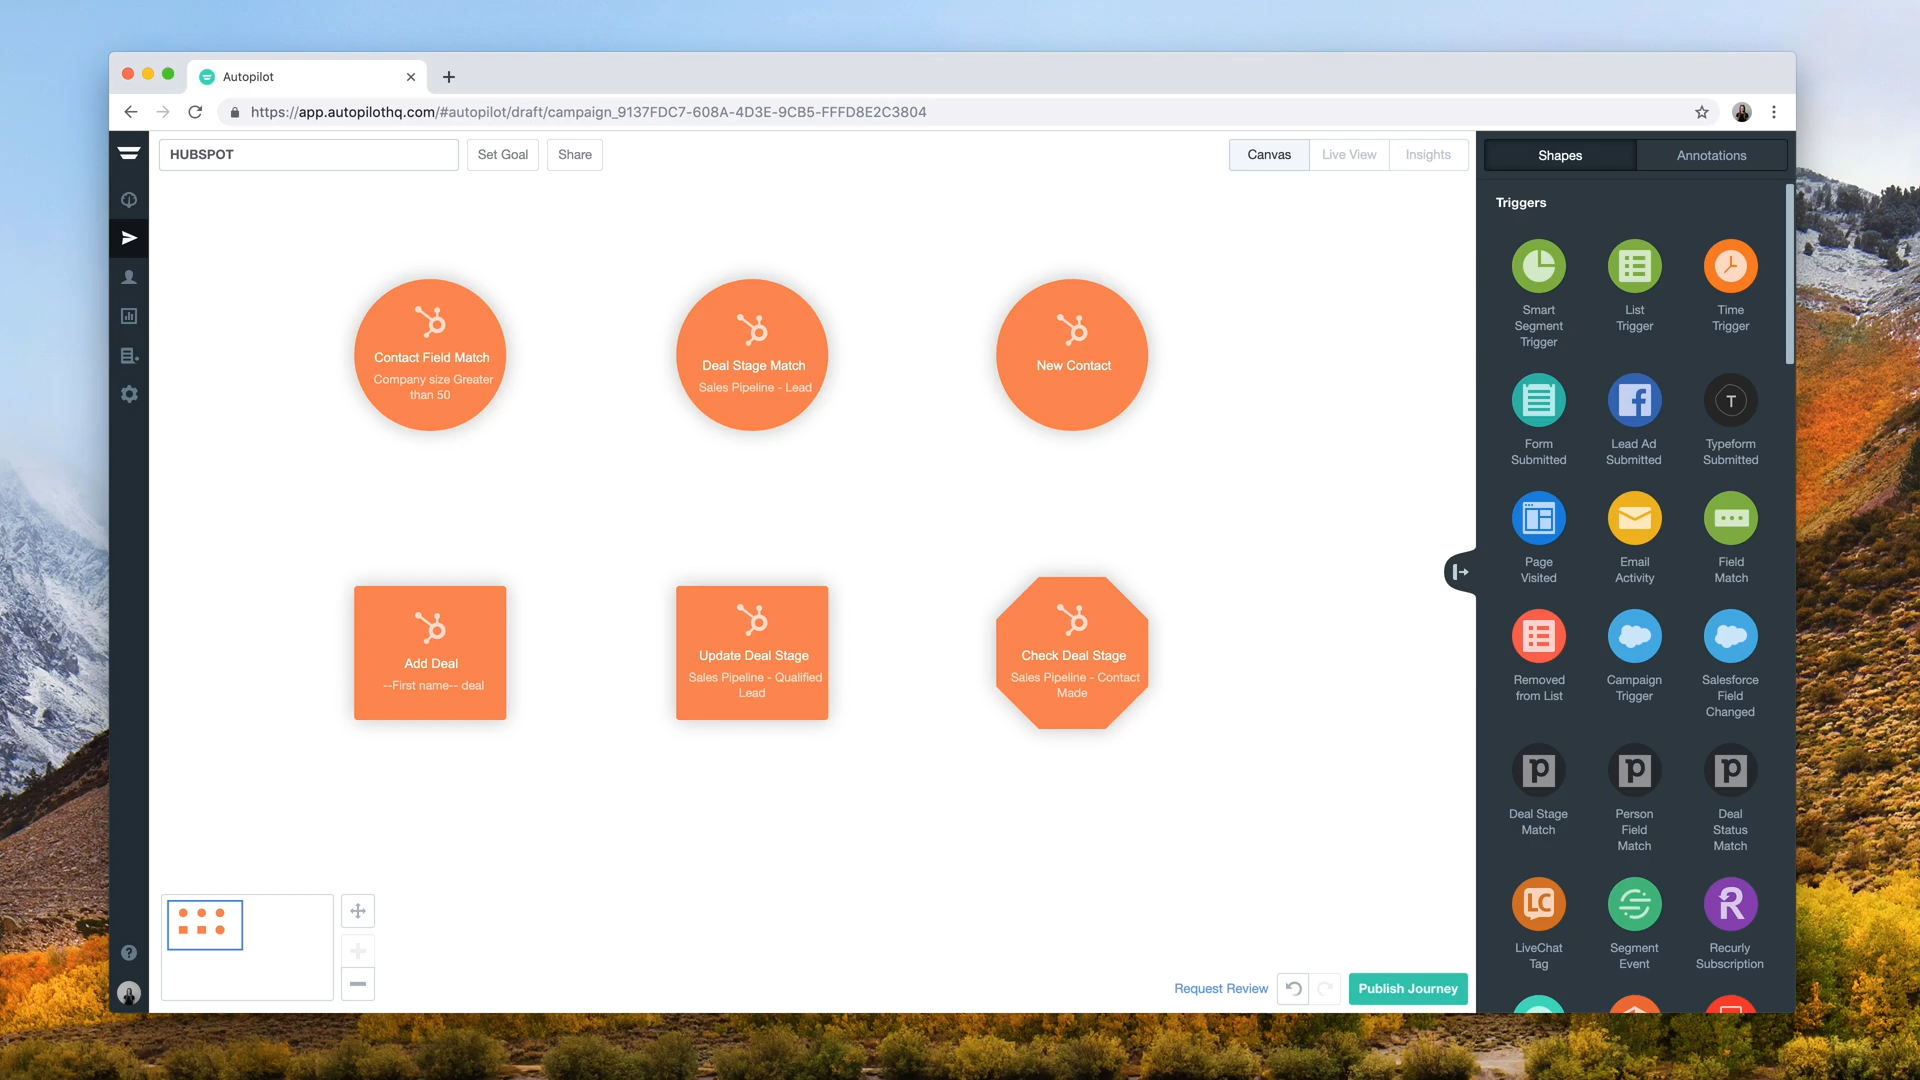 Autopilot
https://app.autopilothq.com/#autopilot/draft/campaign_9137FDC7-608A-4D3E-9CB5-FFFD8E2C3804
HUBSPOT
Set Goal
Share
Canvas
Live View
Insights
Shapes
Annotations
Triggers
Smart
Segment
Trigger
List
Trigger
Time
Trigger
Form
Submitted
Lead Ad
Submitted
T
Typeform
Submitted
Page
Visited
Email
Activity
Field
Match
Removed
from List
Campaign
Trigger
Salesforce
Field
Changed
p
Deal Stage
Match
p
Person
Field
Match
p
Deal
Status
Match
LC
LiveChat
Tag
Segment
Event
R
Recurly
Subscription
Contact Field Match
Company size Greater
than 50
Deal Stage Match
Sales Pipeline - Lead
New Contact
Add Deal
--First name-- deal
Update Deal Stage
Sales Pipeline - Qualified
Lead
Check Deal Stage
Sales Pipeline - Contact
Made
Request Review
Publish Journey